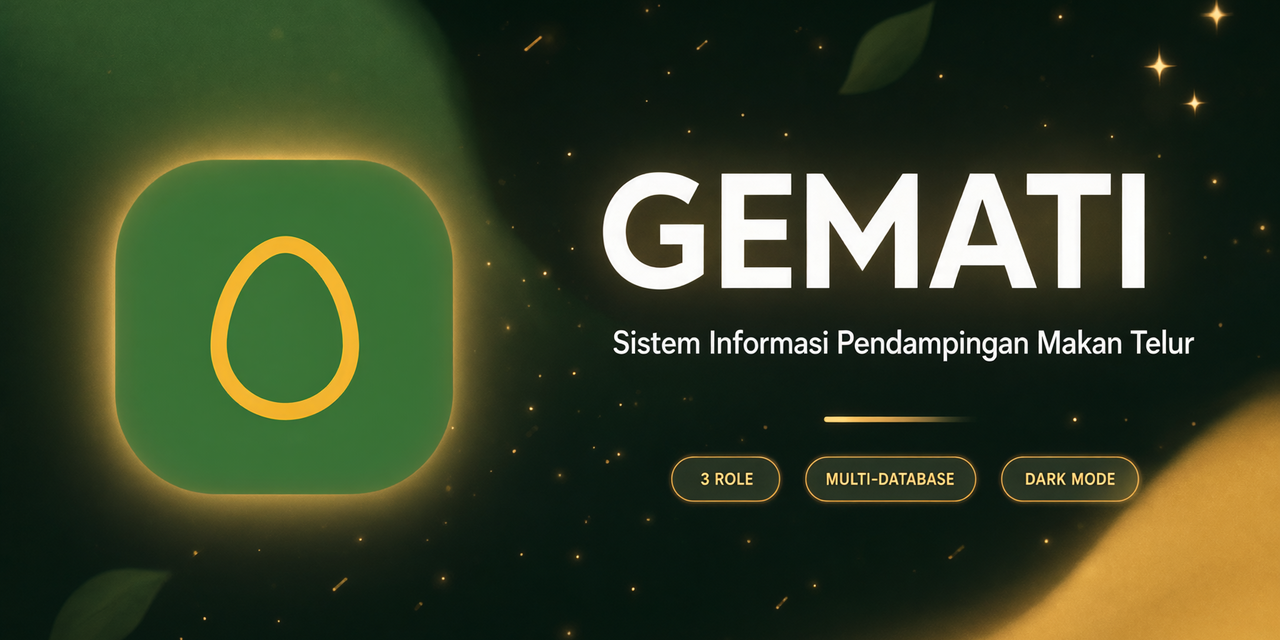 GEMATI
Sistem Informasi Pendampingan Makan Telur
3 ROLE
MULTI-DATABASE
DARK MODE